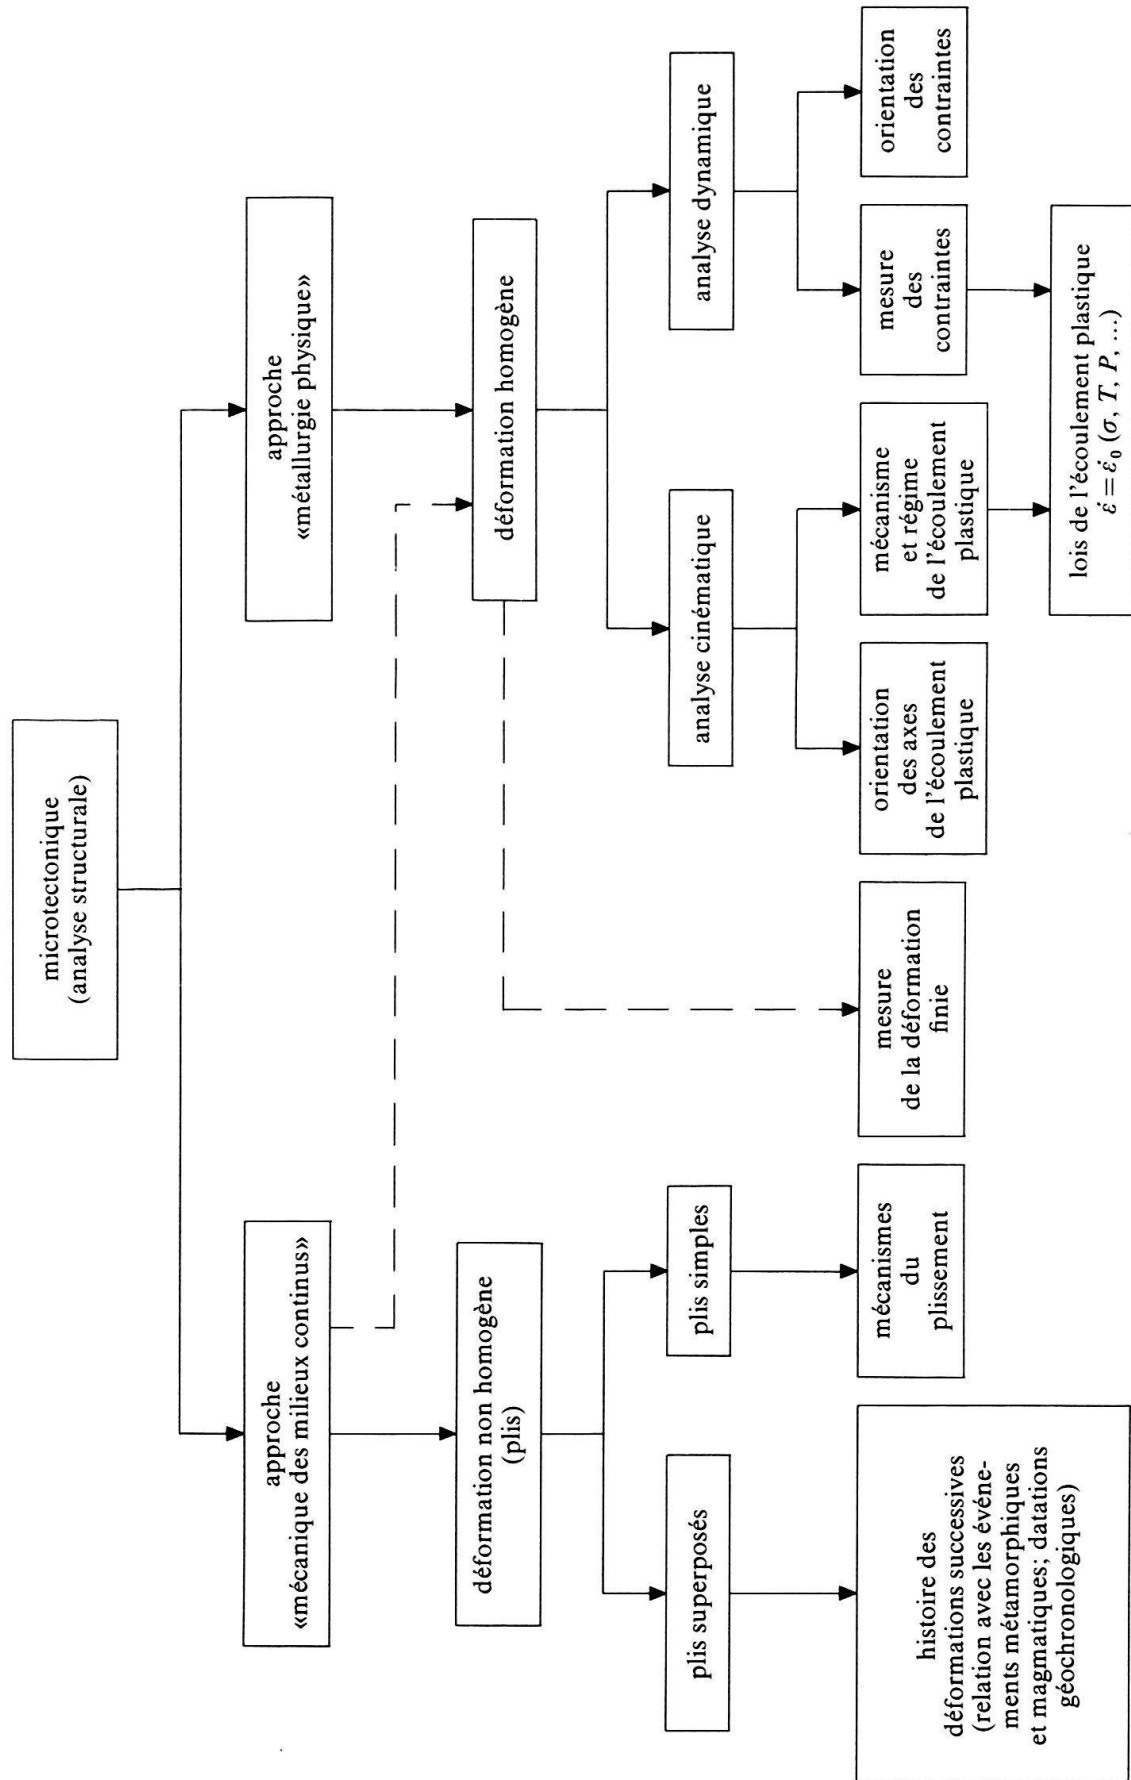 microtectonique
(analyse structurale)
approche
«mécanique des milieux continus»
approche
«métallurgie physique»
déformation non homogène
(plis)
déformation homogène
plis superposés
plis simples
analyse cinématique
analyse dynamique
histoire des
déformations successives
(relation avec les événe-
ments métamorphiques
et magmatiques; datations
géochronologiques)
mécanismes
du
plissement
mesure
de la déformation
finie
orientation
des axes
de l'écoulement
plastique
mécanisme
et régime
de l'écoulement
plastique
mesure
des
contraintes
orientation
des
contraintes
lois de l'écoulement plastique
ε̇ = ε̇₀ (σ, T, P, ...)